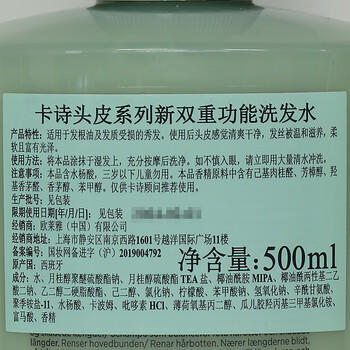 卡诗头皮系列新双重功能洗发水
产品特性：适用于发根油及发质受损的秀发。使用后头皮感觉清爽干净，发丝被温和滋养，柔
软且富有光泽。
使用方法：将本品涂抹于湿发上，充分按摩后洗净。如不慎入眼，请立即用大量清水冲洗。
注意事项：本品含水杨酸，三岁以下儿童勿用。本品香精原料中含有己基肉桂醛、芳樟醇、羟
基香茅醛、香茅醇、苯甲醇。仅供卡诗顾问推荐使用。
生产批号：见包装
限期使用日期[年/月/日]：见包装
经销商：欧莱雅（中国）有限公司
经销商地址：上海市静安区南京西路1601号越洋国际广场11楼
国妆网备进字（沪）2019004792
原产国：西班牙
净含量:500ml
成分：水、月桂醇聚醚硫酸酯钠、月桂醇硫酸酯TEA盐、椰油酰胺MIPA、椰油酰两性基二乙
酸二钠、乙二醇二硬脂酸酯、己二醇、氯化钠、柠檬酸、苯甲酸钠、氢氧化钠、辛酰甘氨酸、
聚季铵盐-11、水杨酸、卡姆果、吡哆素HCl、薄荷氧基丙二醇、瓜儿胶羟丙基三甲基氯化铵、
富马酸、香精
længere. Renser hovedbunden / Renser